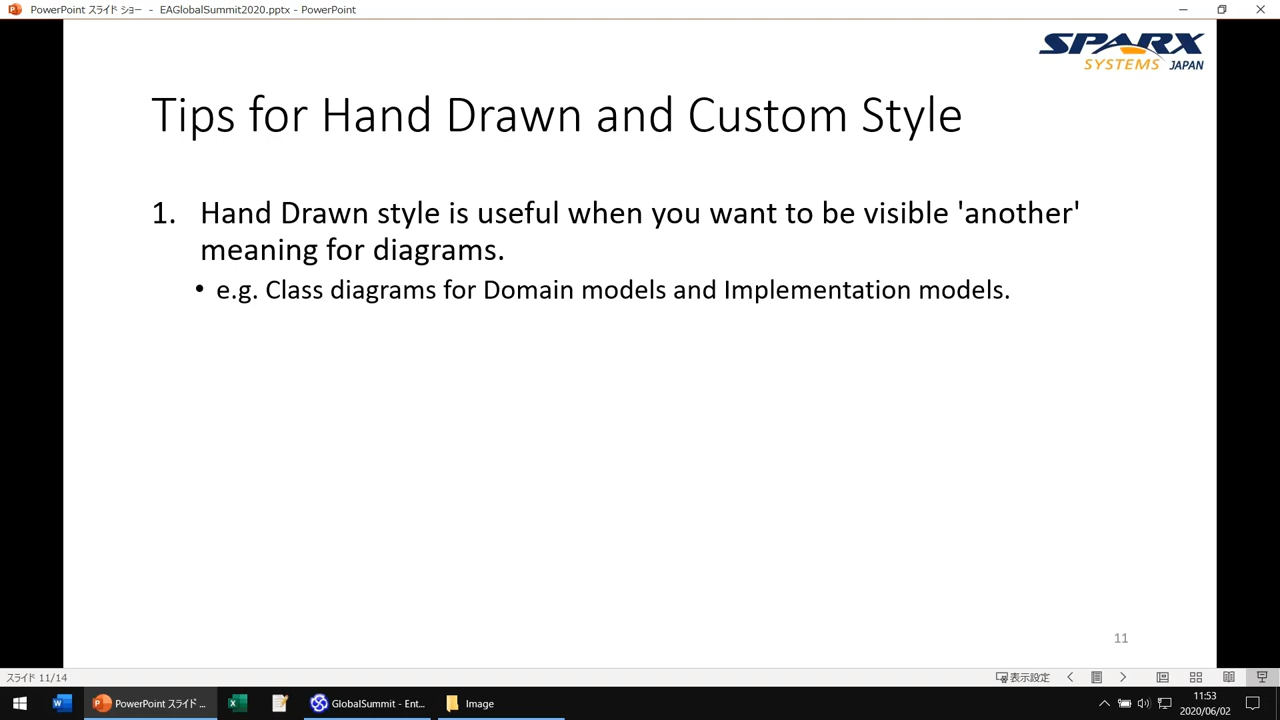 PowerPoint スライド ショー - EAGlobalSummit2020.pptx - PowerPoint
SPARX
SYSTEMS JAPAN
Tips for Hand Drawn and Custom Style
1. Hand Drawn style is useful when you want to be visible 'another'
meaning for diagrams.
• e.g. Class diagrams for Domain models and Implementation models.
11
スライド 11/14
表示設定
PowerPoint スライド ...
GlobalSummit - Ent...
Image
11:53
2020/06/02